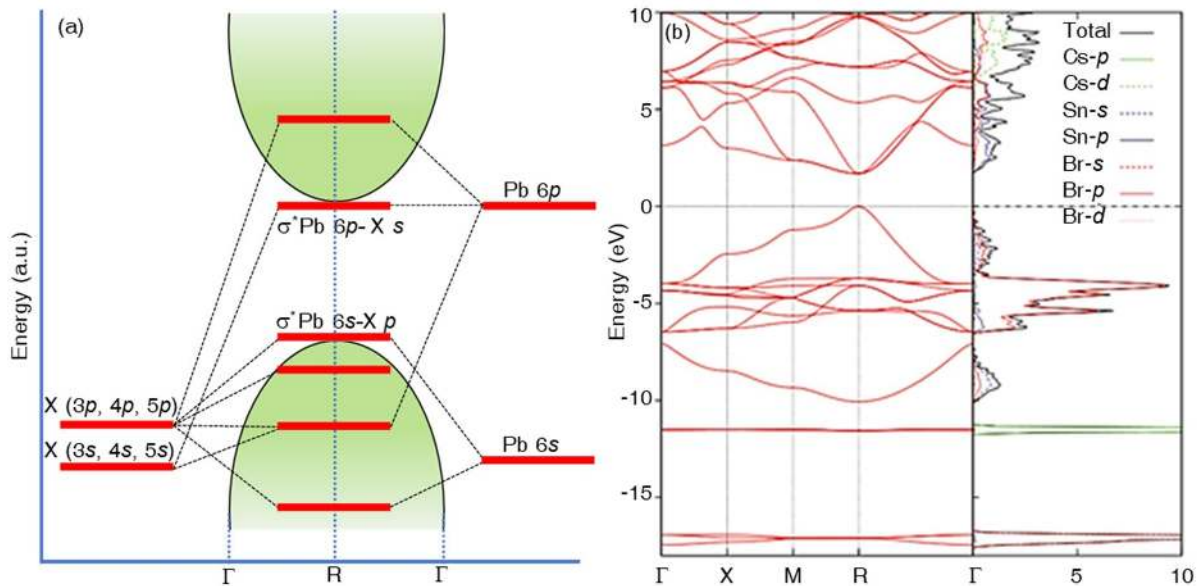 (a)
Energy (a.u.)
Pb 6p
σ*Pb 6p- X s
σ*Pb 6s-X p
X (3p, 4p, 5p)
X (3s, 4s, 5s)
Pb 6s
Γ R Γ
(b)
Energy (eV)
10
5
0
-5
-10
-15
Γ X M R Γ 5 10
Total
Cs-p
Cs-d
Sn-s
Sn-p
Br-s
Br-p
Br-d